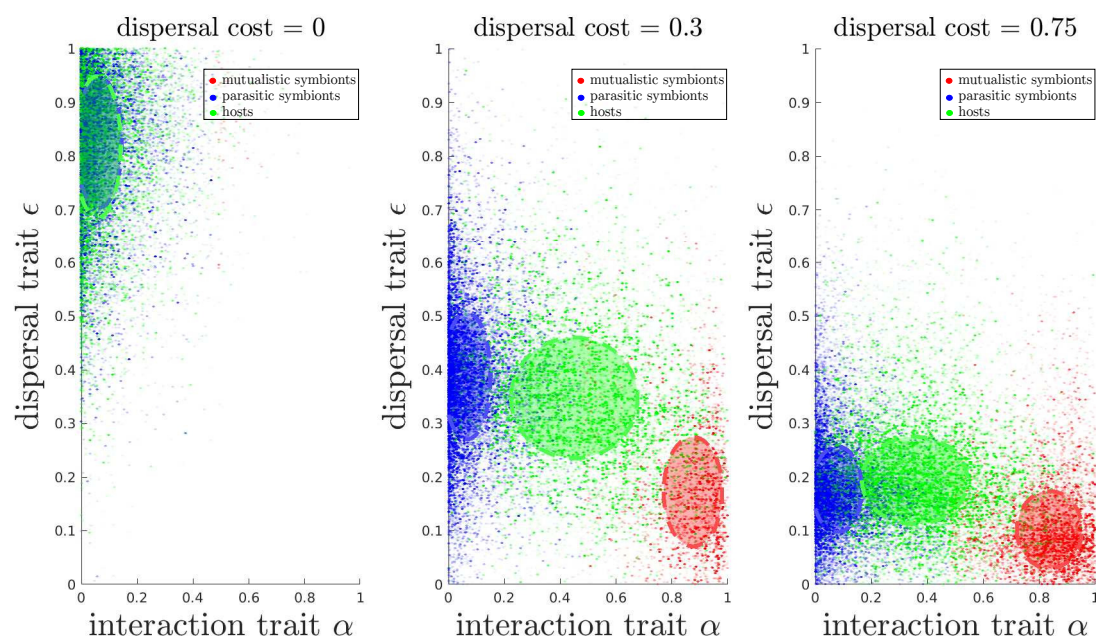 dispersal cost = 0
mutualistic symbionts
parasitic symbionts
hosts
dispersal trait ϵ
1
0.9
0.8
0.7
0.6
0.5
0.4
0.3
0.2
0.1
0
0 0.2 0.4 0.6 0.8 1
interaction trait α
dispersal cost = 0.3
mutualistic symbionts
parasitic symbionts
hosts
dispersal trait ϵ
1
0.9
0.8
0.7
0.6
0.5
0.4
0.3
0.2
0.1
0
0 0.2 0.4 0.6 0.8 1
interaction trait α
dispersal cost = 0.75
mutualistic symbionts
parasitic symbionts
hosts
dispersal trait ϵ
1
0.9
0.8
0.7
0.6
0.5
0.4
0.3
0.2
0.1
0
0 0.2 0.4 0.6 0.8 1
interaction trait α